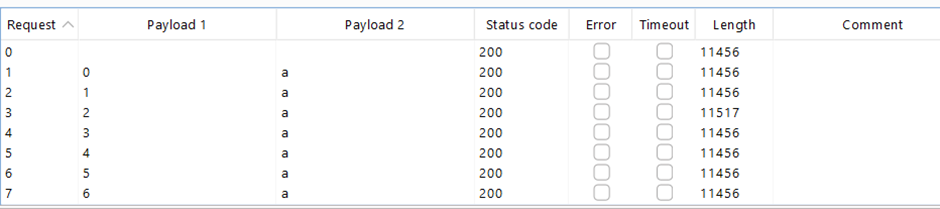 Request Payload 1 Payload 2 Status code Error Timeout Length Comment
0 200 11456
1 0 a 200 11456
2 1 a 200 11456
3 2 a 200 11517
4 3 a 200 11456
5 4 a 200 11456
6 5 a 200 11456
7 6 a 200 11456